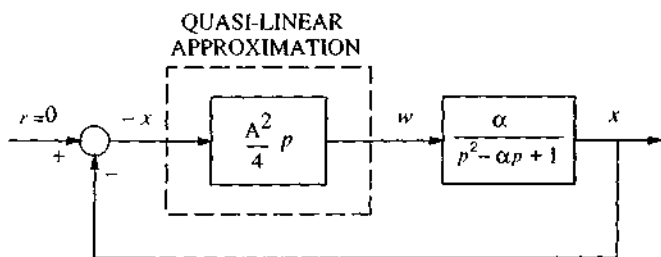 QUASI-LINEAR
APPROXIMATION
r = 0
+
−
− x
A²/4 p
w
α / (p² − αp + 1)
x